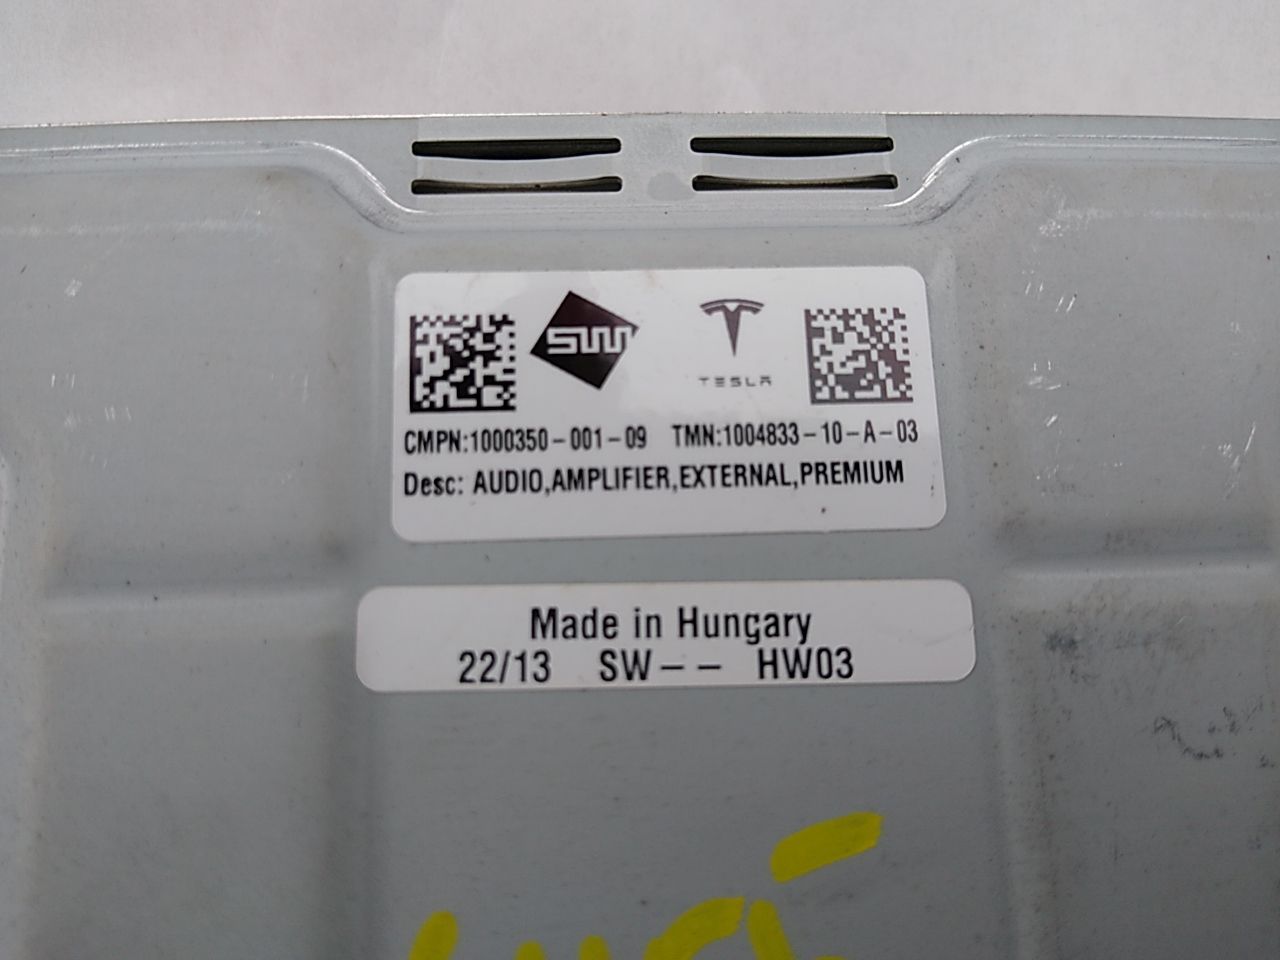 SW
TESLA
CMPN:1000350-001-09 TMN:1004833-10-A-03
Desc: AUDIO,AMPLIFIER,EXTERNAL,PREMIUM
Made in Hungary
22/13 SW-- HW03